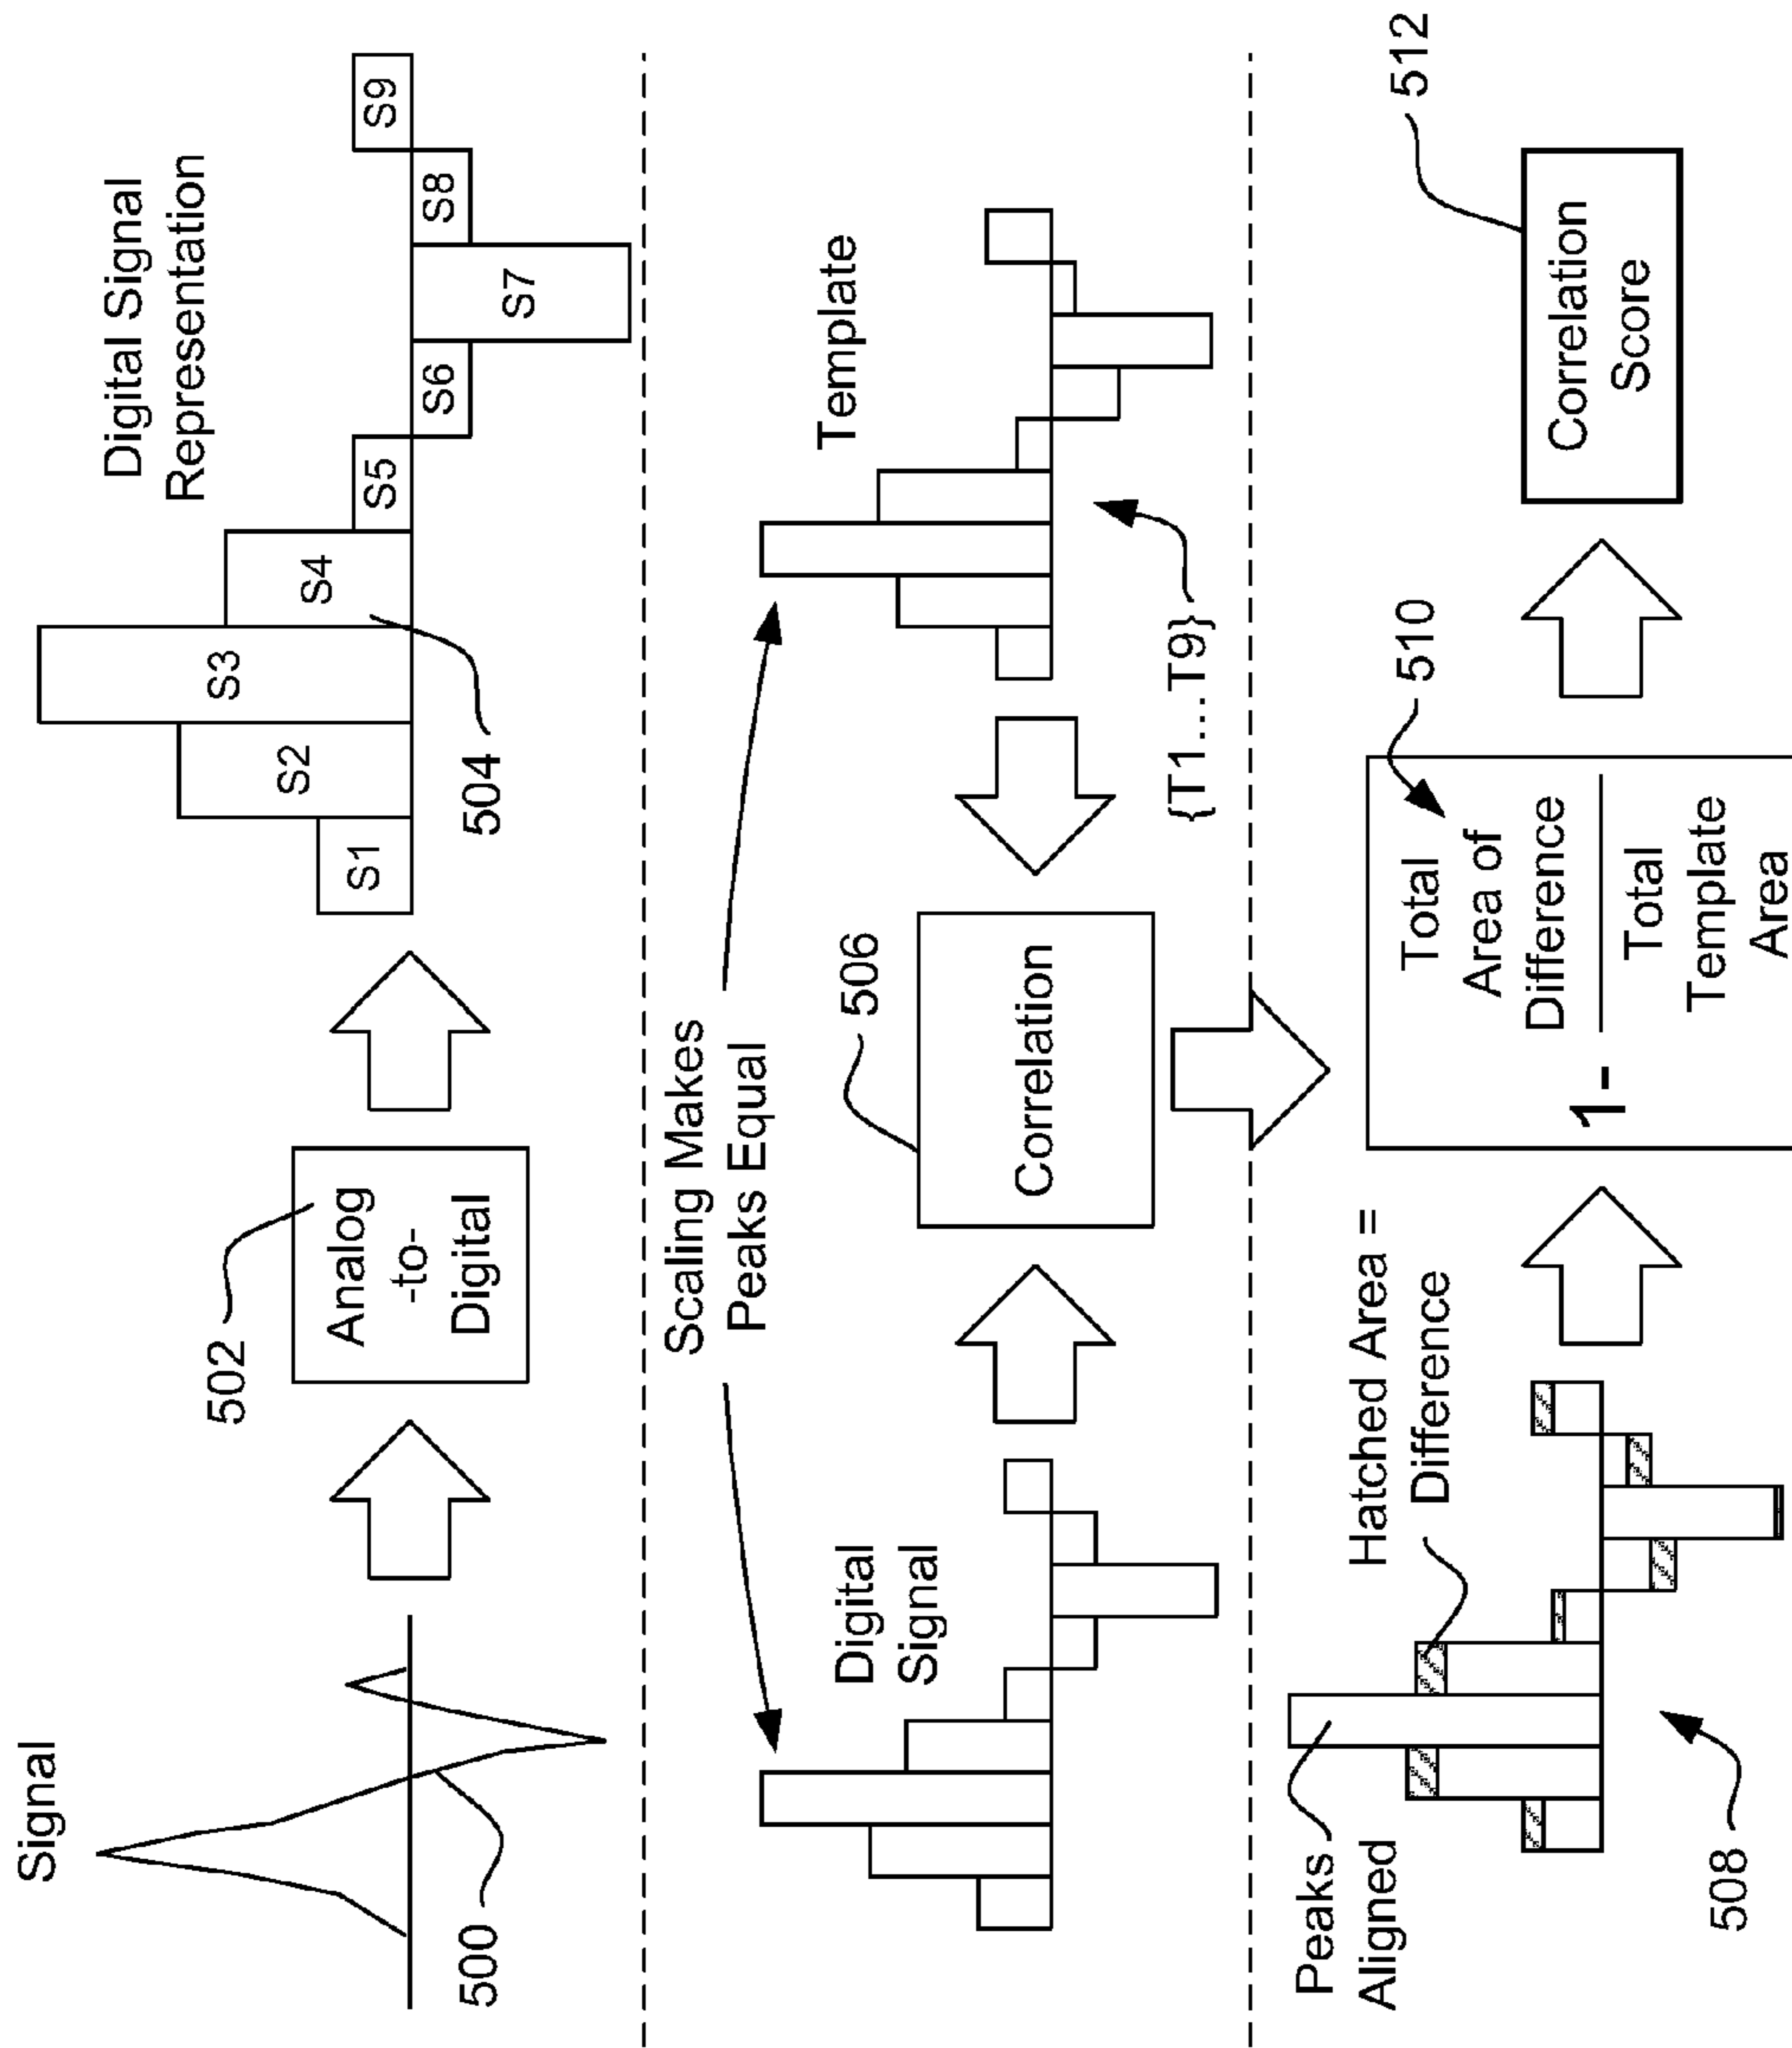 Signal
500
502
Analog
-to-
Digital
Digital Signal
Representation
S1
S2
S3
S4
S5
S6
S7
S8
S9
504
Scaling Makes
Peaks Equal
Digital
Signal
506
Correlation
Template
{T1...T9}
Peaks
Aligned
Hatched Area =
Difference
508
1-
Total
Area of
Difference
Total
Template
Area
510
Correlation
Score
512